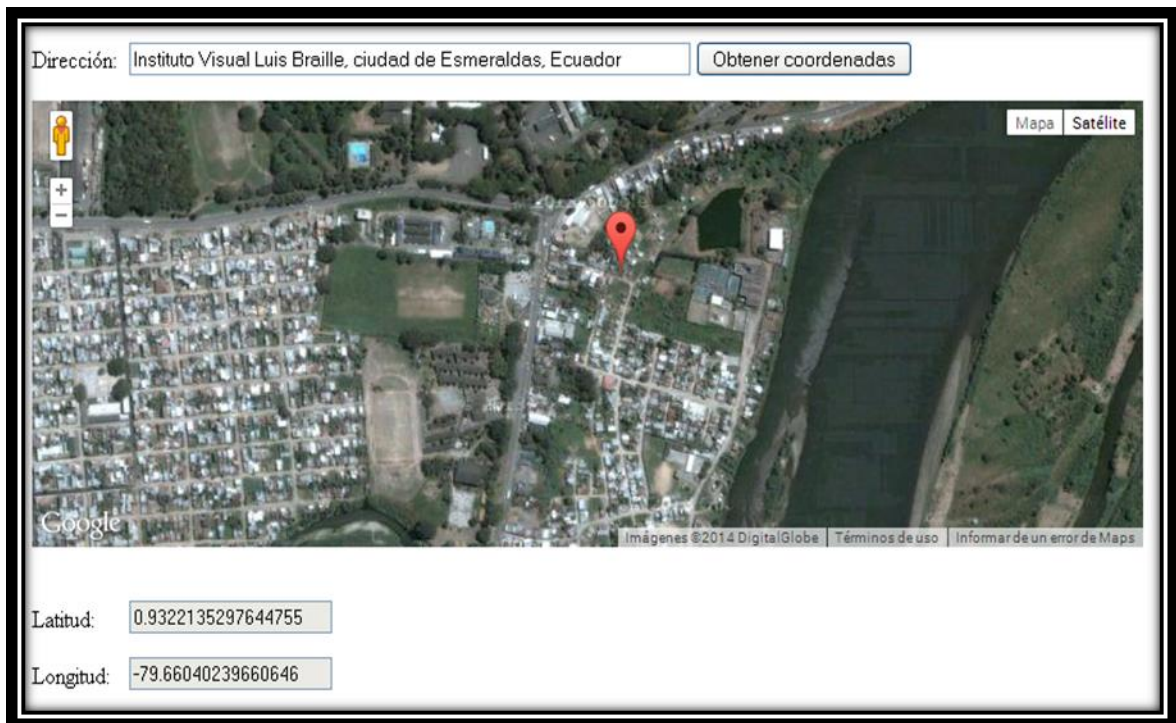 Dirección: Instituto Visual Luis Braille, ciudad de Esmeraldas, Ecuador Obtener coordenadas
Mapa Satélite
+
−
Google
Imágenes ©2014 DigitalGlobe Términos de uso Informar de un error de Maps
Latitud: 0.9322135297644755
Longitud: -79.66040239660646